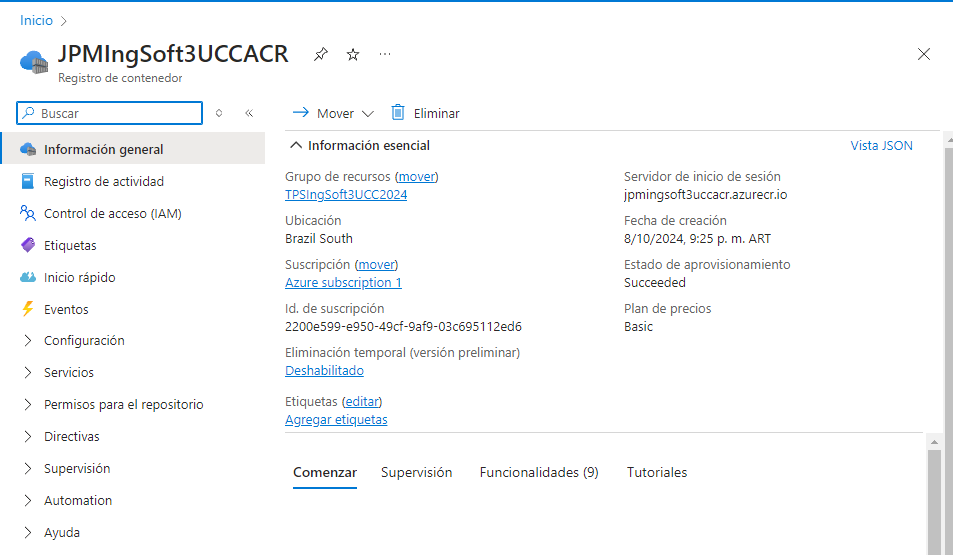 Inicio
JPMIngSoft3UCCACR
Registro de contenedor
Buscar
Mover
Eliminar
Información general
Registro de actividad
Control de acceso (IAM)
Etiquetas
Inicio rápido
Eventos
Configuración
Servicios
Permisos para el repositorio
Directivas
Supervisión
Automation
Ayuda
Información esencial
Vista JSON
Grupo de recursos (mover)
TPSIngSoft3UCC2024
Ubicación
Brazil South
Suscripción (mover)
Azure subscription 1
Id. de suscripción
2200e599-e950-49cf-9af9-03c695112ed6
Eliminación temporal (versión preliminar)
Deshabilitado
Etiquetas (editar)
Agregar etiquetas
Servidor de inicio de sesión
jpmingsoft3uccacr.azurecr.io
Fecha de creación
8/10/2024, 9:25 p. m. ART
Estado de aprovisionamiento
Succeeded
Plan de precios
Basic
Comenzar
Supervisión
Funcionalidades (9)
Tutoriales